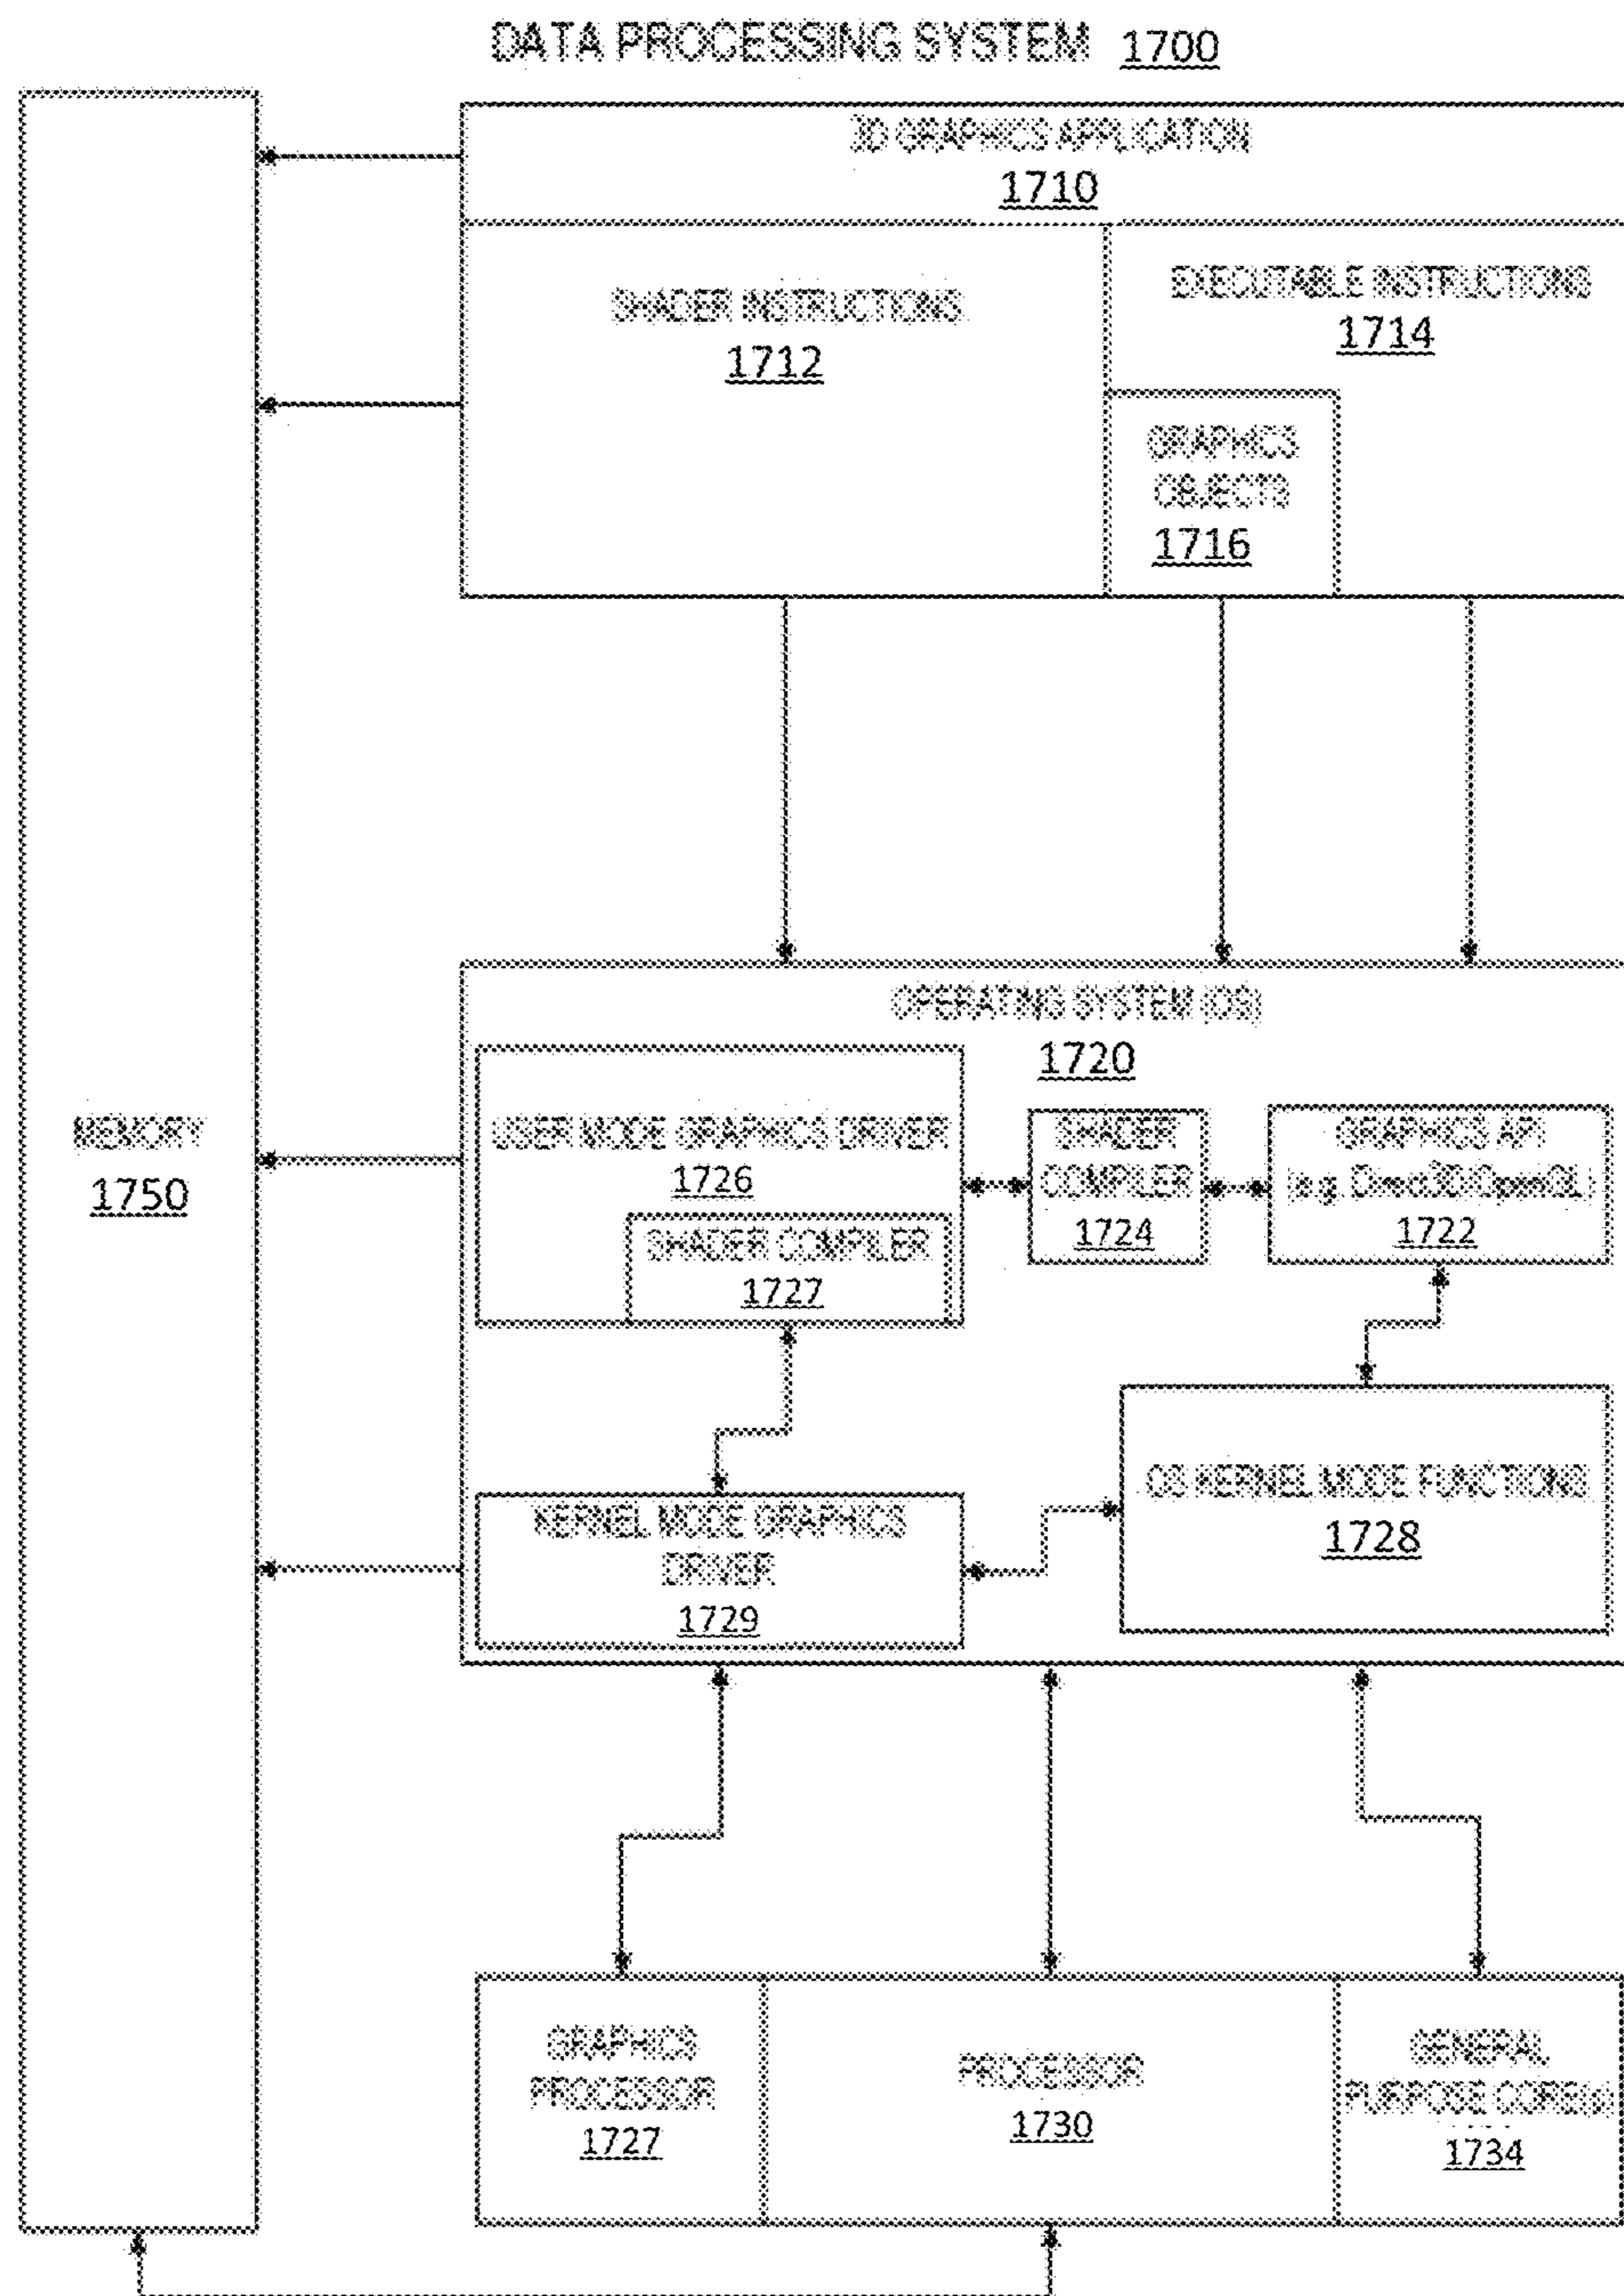 DATA PROCESSING SYSTEM 1700
3D GRAPHICS APPLICATION
1710
SHADER INSTRUCTIONS
1712
EXECUTABLE INSTRUCTIONS
1714
GRAPHICS
OBJECTS
1716
OPERATING SYSTEM (OS)
1720
USER MODE GRAPHICS DRIVER
1726
SHADER COMPILER
1727
SHADER
COMPILER
1724
GRAPHICS API
(e.g. Direct3D/OpenGL)
1722
MEMORY
1750
OS KERNEL MODE FUNCTIONS
1728
KERNEL MODE GRAPHICS
DRIVER
1729
GRAPHICS
PROCESSOR
1727
PROCESSOR
1730
GENERAL
PURPOSE CORE(s)
1734